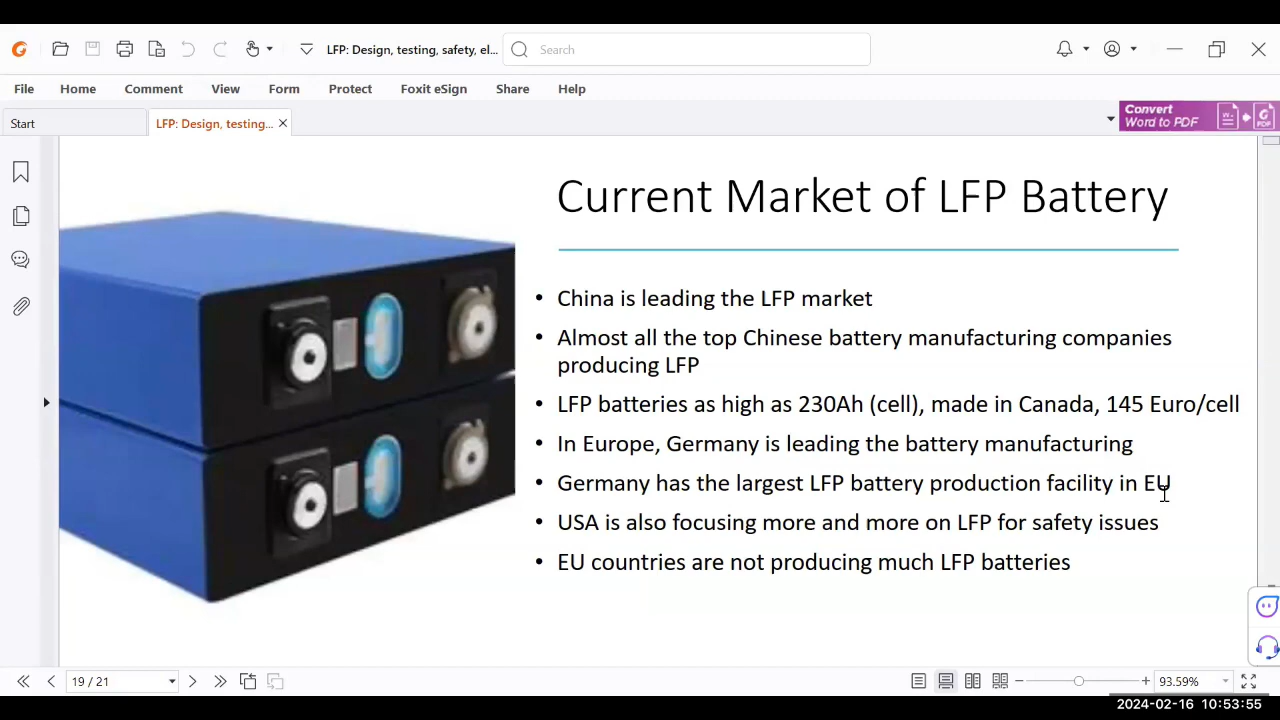 LFP: Design, testing, safety, el...
Search
File Home Comment View Form Protect Foxit eSign Share Help
Start
LFP: Design, testing...
Convert
Word to PDF
Current Market of LFP Battery
• China is leading the LFP market
• Almost all the top Chinese battery manufacturing companies
producing LFP
• LFP batteries as high as 230Ah (cell), made in Canada, 145 Euro/cell
• In Europe, Germany is leading the battery manufacturing
• Germany has the largest LFP battery production facility in EU
• USA is also focusing more and more on LFP for safety issues
• EU countries are not producing much LFP batteries
19 / 21
93.59%
2024-02-16 10:53:55